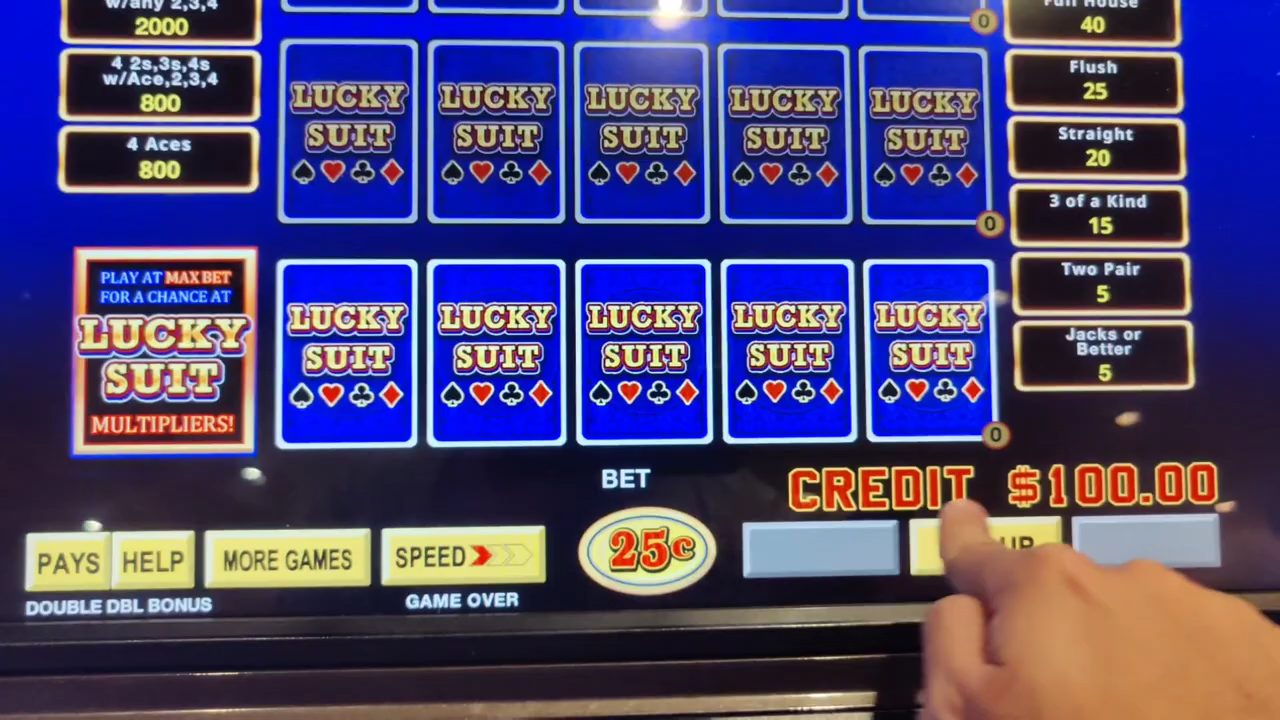 w/any 2,3,4
2000
4 2s,3s,4s
w/Ace,2,3,4
800
4 Aces
800
PLAY AT MAX BET
FOR A CHANCE AT
LUCKY
SUIT
MULTIPLIERS!
0
LUCKY
SUIT
LUCKY
SUIT
LUCKY
SUIT
LUCKY
SUIT
LUCKY
SUIT
0
LUCKY
SUIT
LUCKY
SUIT
LUCKY
SUIT
LUCKY
SUIT
LUCKY
SUIT
0
Full House
40
Flush
25
Straight
20
3 of a Kind
15
Two Pair
5
Jacks or
Better
5
BET
CREDIT $100.00
PAYS
HELP
MORE GAMES
SPEED
25¢
UP
DOUBLE DBL BONUS
GAME OVER